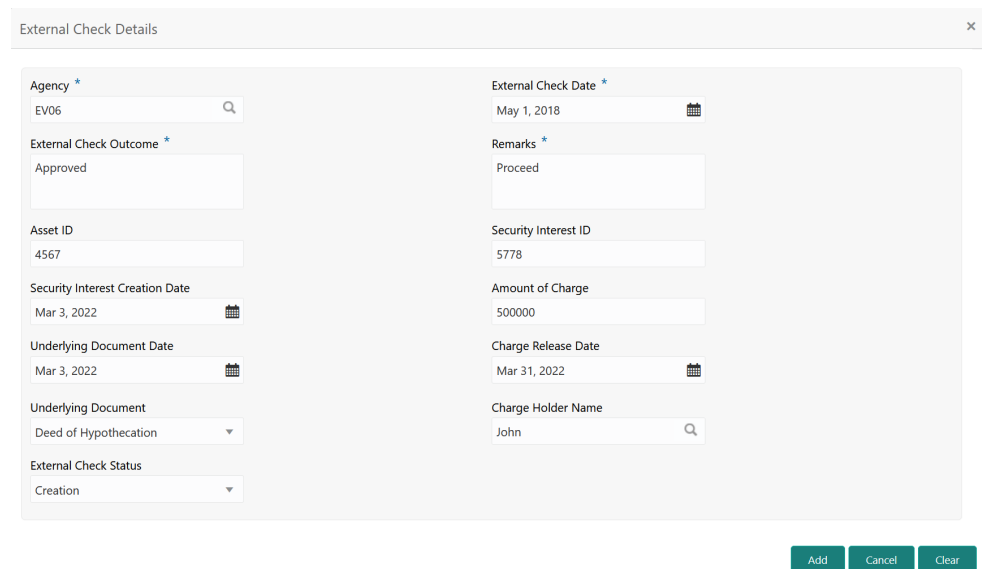 External Check Details ×
Agency * External Check Date *
EV06 May 1, 2018
External Check Outcome * Remarks *
Approved Proceed
Asset ID Security Interest ID
4567 5778
Security Interest Creation Date Amount of Charge
Mar 3, 2022 500000
Underlying Document Date Charge Release Date
Mar 3, 2022 Mar 31, 2022
Underlying Document Charge Holder Name
Deed of Hypothecation John
External Check Status
Creation
Add Cancel Clear